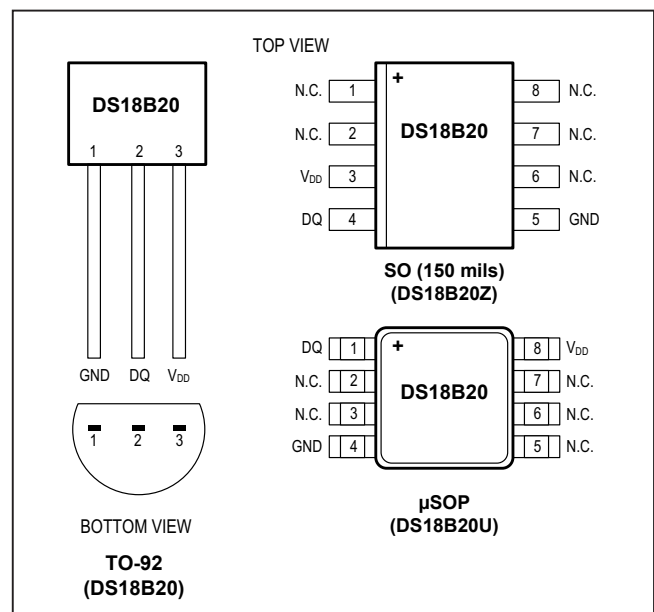 TOP VIEW
DS18B20
1 2 3
GND DQ VDD
1 2 3
BOTTOM VIEW
TO-92
(DS18B20)
+
DS18B20
N.C. 1 8 N.C.
N.C. 2 7 N.C.
VDD 3 6 N.C.
DQ 4 5 GND
SO (150 mils)
(DS18B20Z)
+
DS18B20
DQ 1 8 VDD
N.C. 2 7 N.C.
N.C. 3 6 N.C.
GND 4 5 N.C.
µSOP
(DS18B20U)